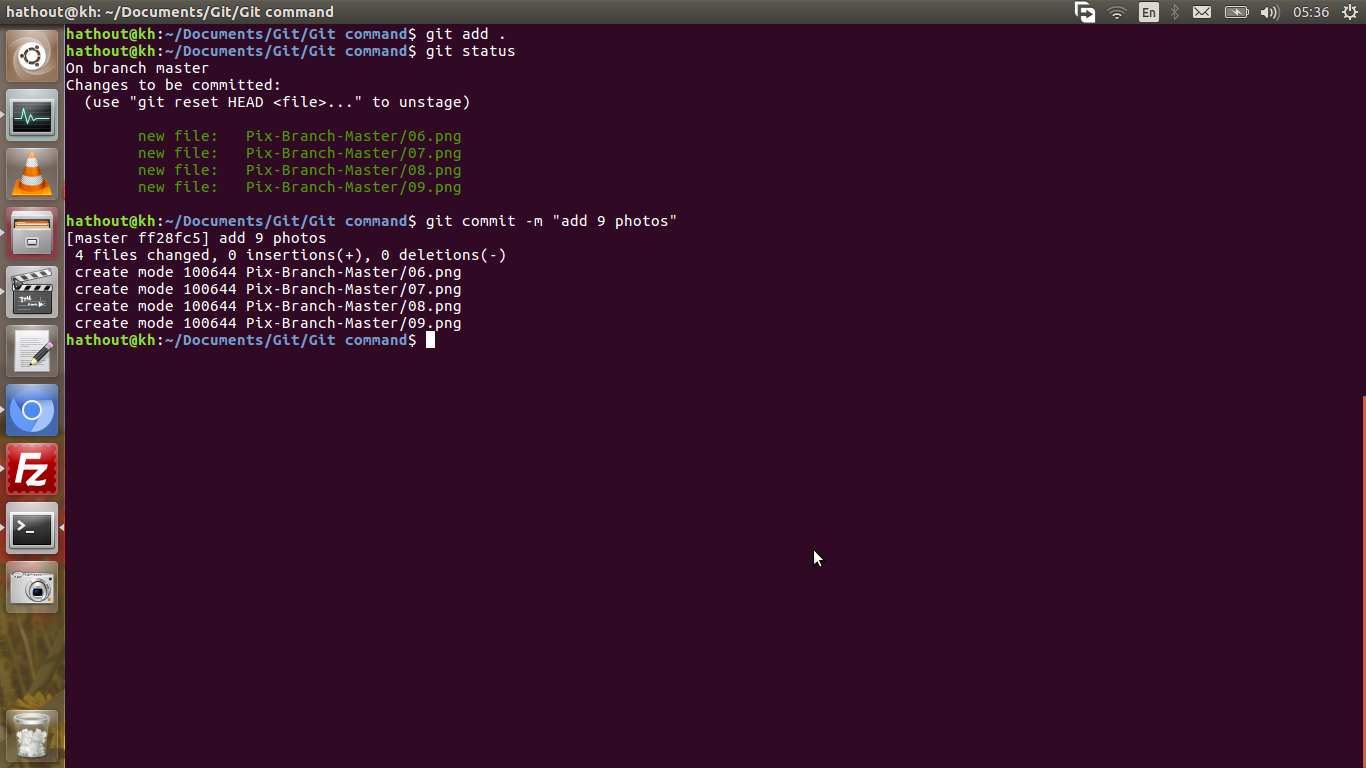 hathout@kh: ~/Documents/Git/Git command
En
05:36
hathout@kh:~/Documents/Git/Git command$ git add .
hathout@kh:~/Documents/Git/Git command$ git status
On branch master
Changes to be committed:
  (use "git reset HEAD <file>..." to unstage)
        new file:   Pix-Branch-Master/06.png
        new file:   Pix-Branch-Master/07.png
        new file:   Pix-Branch-Master/08.png
        new file:   Pix-Branch-Master/09.png
hathout@kh:~/Documents/Git/Git command$ git commit -m "add 9 photos"
[master ff28fc5] add 9 photos
 4 files changed, 0 insertions(+), 0 deletions(-)
 create mode 100644 Pix-Branch-Master/06.png
 create mode 100644 Pix-Branch-Master/07.png
 create mode 100644 Pix-Branch-Master/08.png
 create mode 100644 Pix-Branch-Master/09.png
hathout@kh:~/Documents/Git/Git command$
Fz
>_